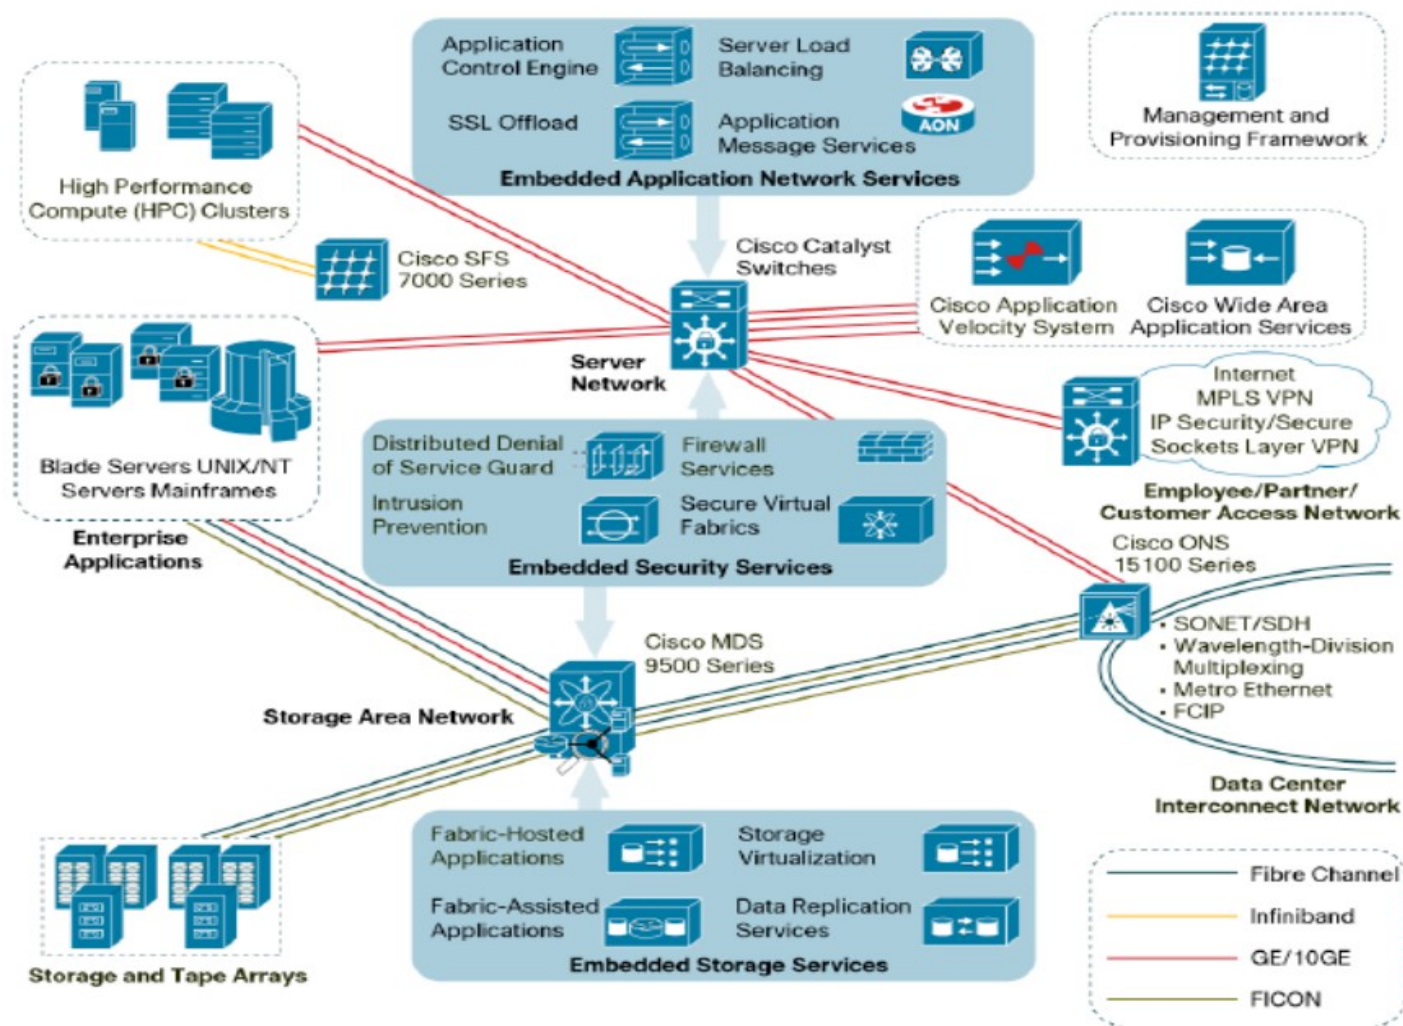 Application
Control Engine
Server Load
Balancing
SSL Offload
Application
Message Services
AON
Embedded Application Network Services
Management and
Provisioning Framework
High Performance
Compute (HPC) Clusters
Cisco SFS
7000 Series
Cisco Catalyst
Switches
Cisco Application
Velocity System
Cisco Wide Area
Application Services
Server
Network
Internet
MPLS VPN
IP Security/Secure
Sockets Layer VPN
Employee/Partner/
Customer Access Network
Blade Servers UNIX/NT
Servers Mainframes
Enterprise
Applications
Distributed Denial
of Service Guard
Firewall
Services
Intrusion
Prevention
Secure Virtual
Fabrics
Embedded Security Services
Cisco ONS
15100 Series
• SONET/SDH
• Wavelength-Division
Multiplexing
• Metro Ethernet
• FCIP
Data Center
Interconnect Network
Cisco MDS
9500 Series
Storage Area Network
Storage and Tape Arrays
Fabric-Hosted
Applications
Storage
Virtualization
Fabric-Assisted
Applications
Data Replication
Services
Embedded Storage Services
Fibre Channel
Infiniband
GE/10GE
FICON